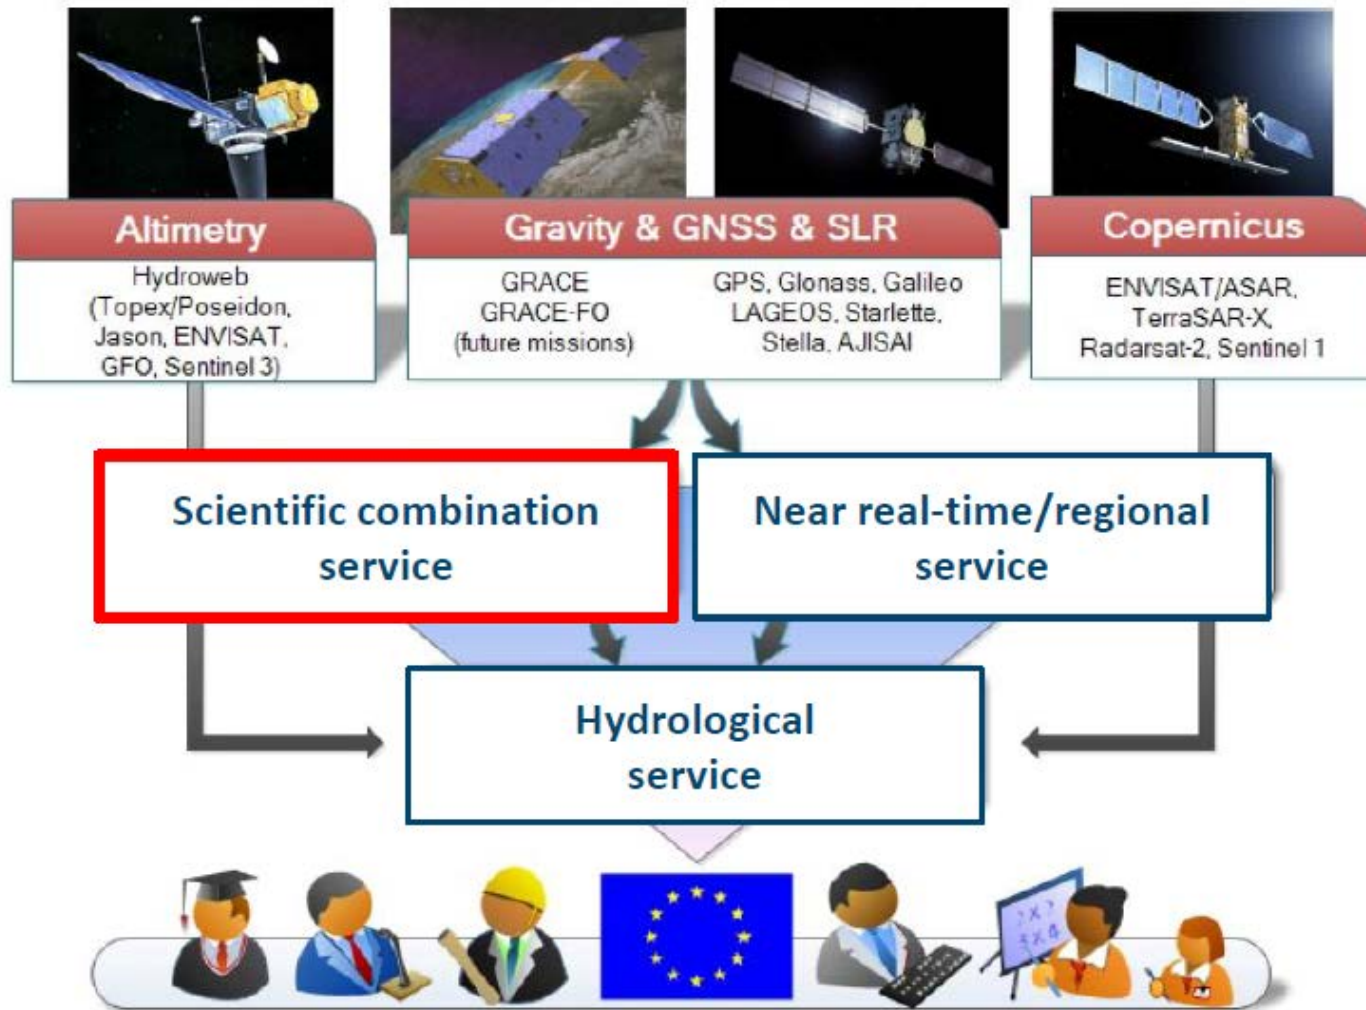 Altimetry
Hydroweb
(Topex/Poseidon,
Jason, ENVISAT,
GFO, Sentinel 3)
Gravity & GNSS & SLR
GRACE
GRACE-FO
(future missions)
GPS, Glonass, Galileo
LAGEOS, Starlette,
Stella, AJISAI
Copernicus
ENVISAT/ASAR,
TerraSAR-X,
Radarsat-2, Sentinel 1
Scientific combination
service
Near real-time/regional
service
Hydrological
service